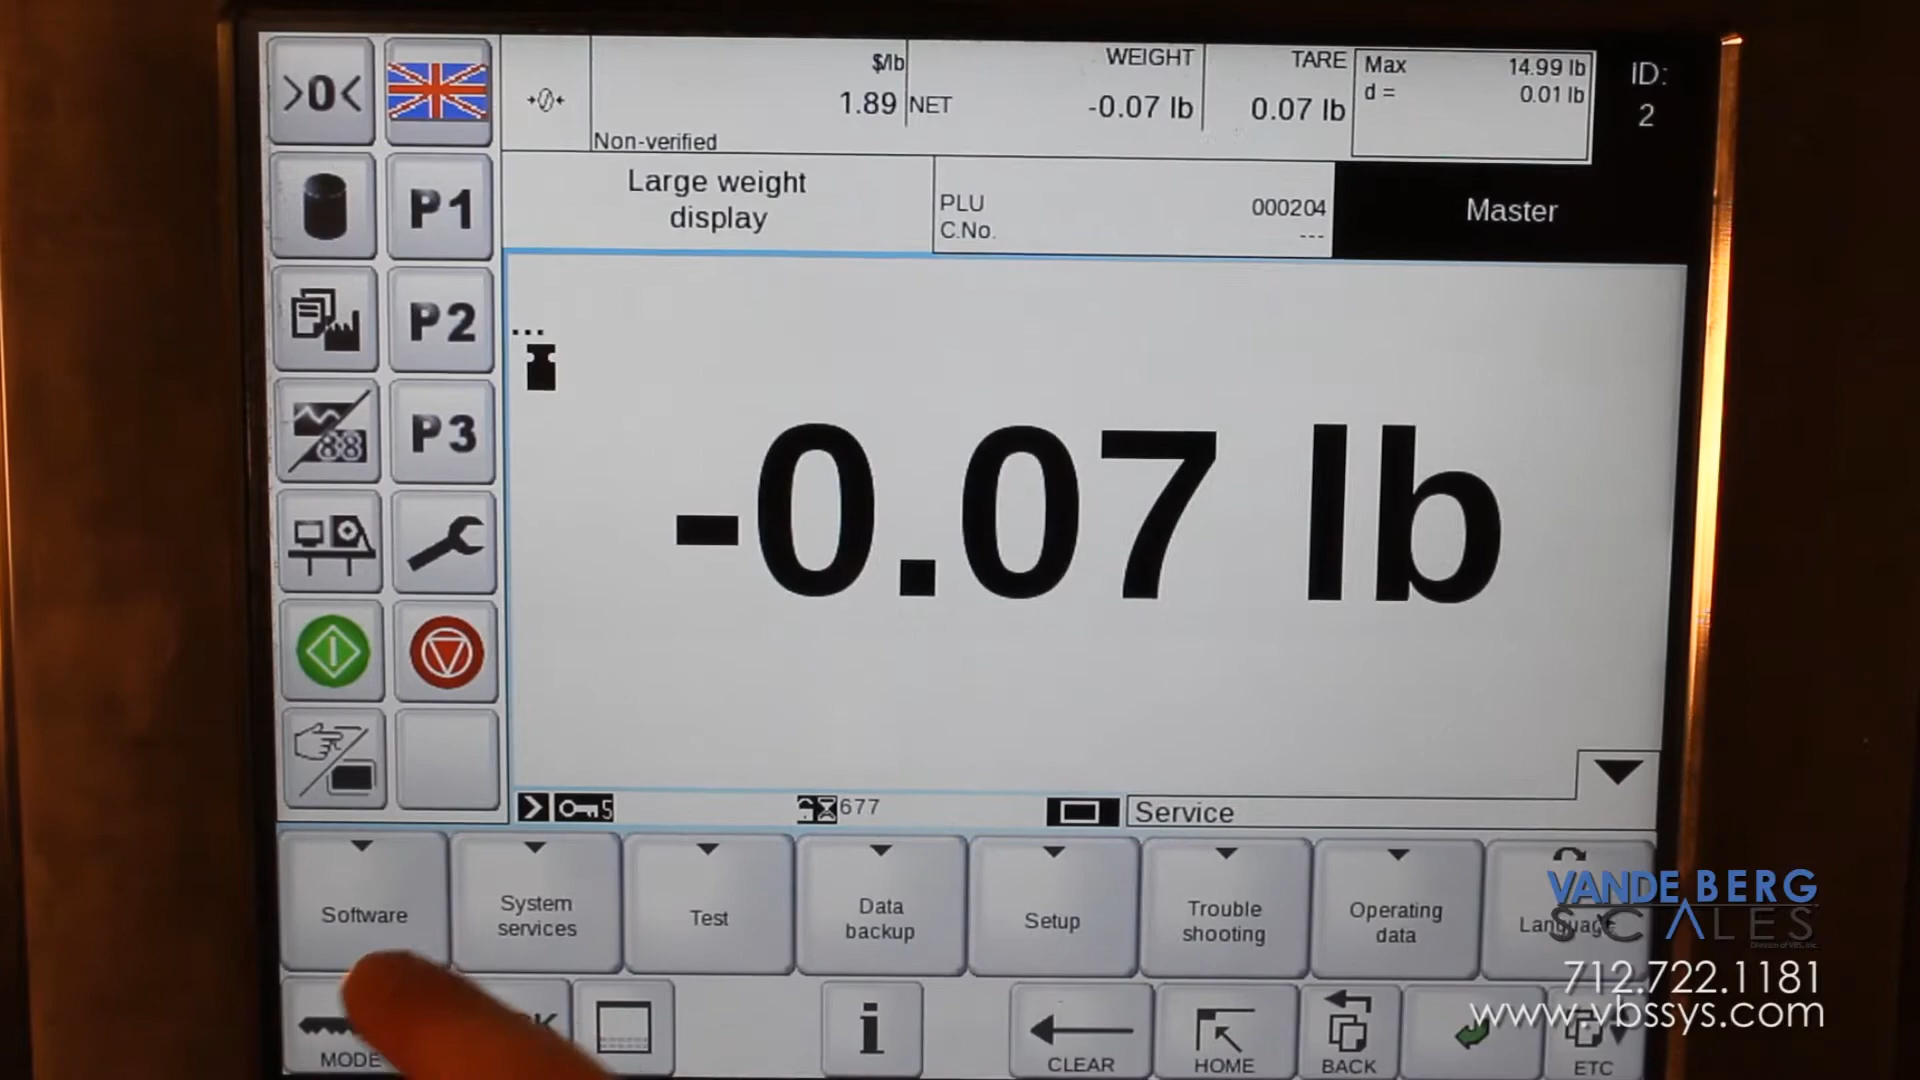 >0<
$/lb
1.89
Non-verified
NET
WEIGHT
-0.07 lb
TARE
0.07 lb
Max 14.99 lb
d = 0.01 lb
ID:
2
P1
Large weight
display
PLU 000204
C.No. ---
Master
P2
...
88
P3
-0.07 lb
5
677
Service
Software
System
services
Test
Data
backup
Setup
Trouble
shooting
Operating
data
Language
VANDE BERG
SCALES
712.722.1181
www.vbssys.com
MODE
i
CLEAR
HOME
BACK
ETC